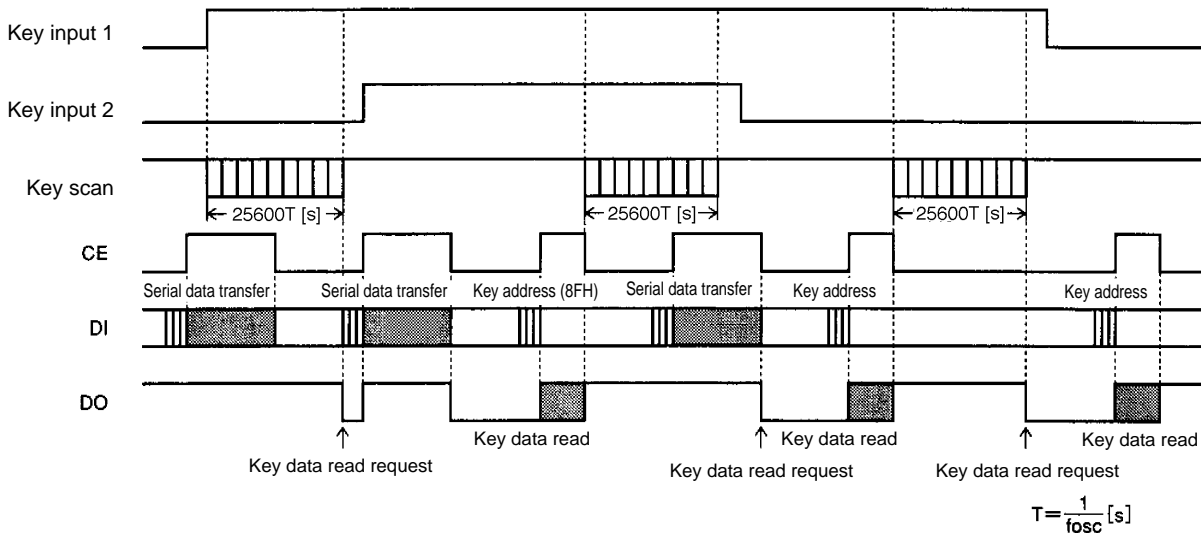 Key input 1
Key input 2
Key scan
25600T [s] 25600T [s] 25600T [s]
CE
Serial data transfer Serial data transfer Key address (8FH) Serial data transfer Key address Key address
DI
DO
Key data read Key data read Key data read
Key data read request Key data read request Key data read request
T=1/fosc [s]